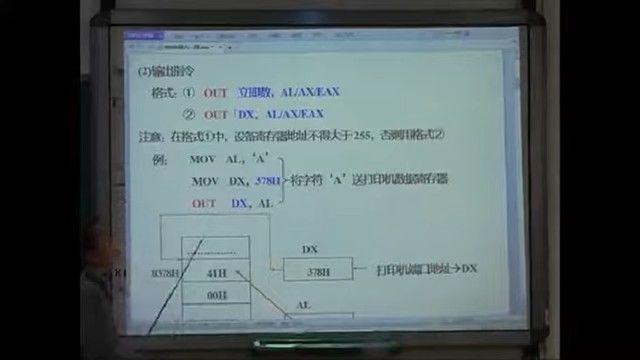 (2)输出指令
格式：① OUT 立即数，AL/AX/EAX
② OUT DX，AL/AX/EAX
注意：在格式①中，设备寄存器地址不得大于255，否则用格式②
例：MOV AL，‘A’
MOV DX，378H
OUT DX，AL
将字符‘A’送打印机数据寄存器
DX
0378H
41H
378H
打印机端口地址→DX
00H
AL